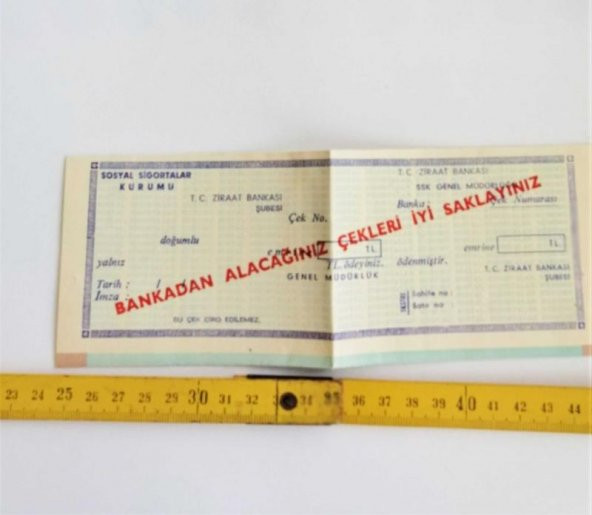 SOSYAL SİGORTALAR
KURUMU
T. C. ZİRAAT BANKASI
ŞUBESİ
Çek No.
doğumlu
yalnız
TL.
TL. ödeyiniz.
GENEL MÜDÜRLÜK
Tarih : / /
İmza :
BU ÇEK CİRO EDİLEMEZ.
T. C. ZİRAAT BANKASI
SSK GENEL MÜDÜRLÜĞÜ
Banka : Çek Numarası
emrine TL.
ödenmiştir.
T.C. ZİRAAT BANKASI
ŞUBESİ
Sahife no :
Satır no
BANKADAN ALACAĞINIZ ÇEKLERİ İYİ SAKLAYINIZ
23 24 25 26 27 28 29 30 31 32 34 35 36 37 38 39 40 41 42 43 44